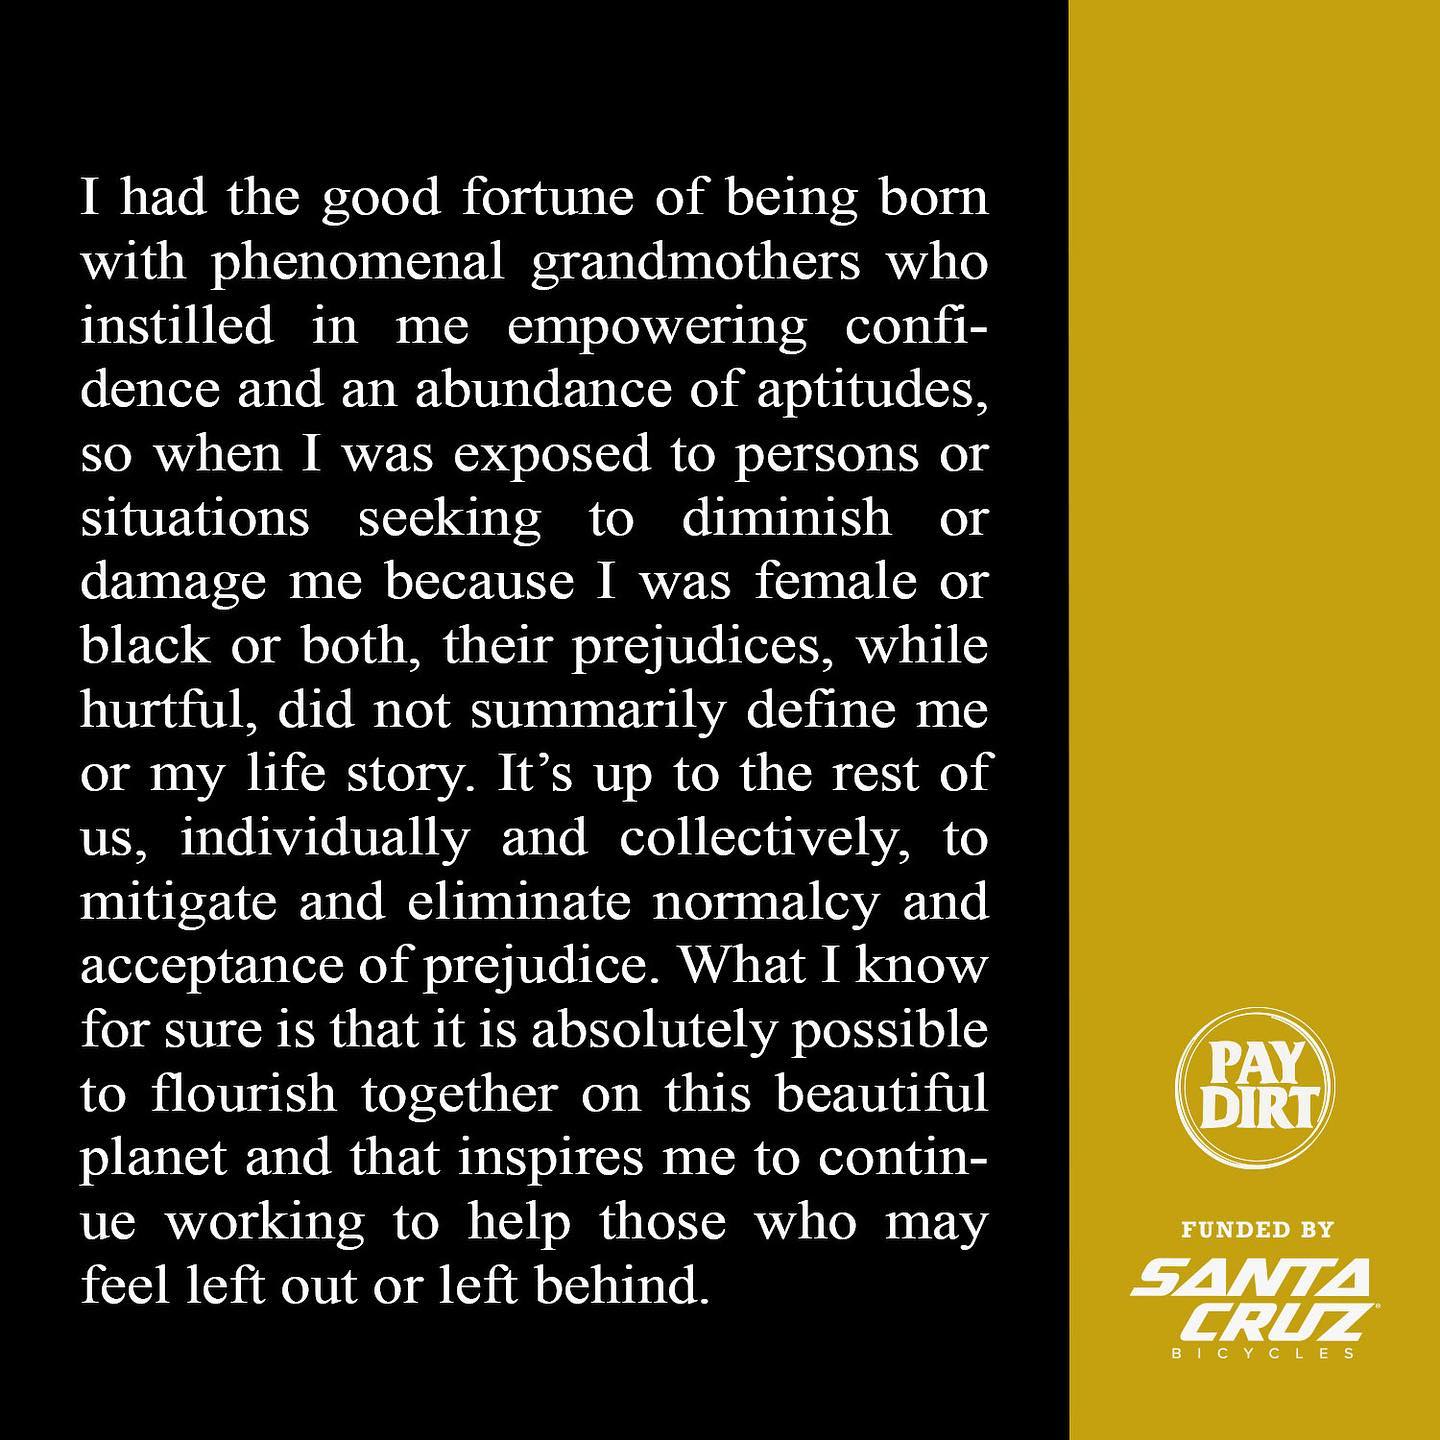 I had the good fortune of being born
with phenomenal grandmothers who
instilled in me empowering confi-
dence and an abundance of aptitudes,
so when I was exposed to persons or
situations seeking to diminish or
damage me because I was female or
black or both, their prejudices, while
hurtful, did not summarily define me
or my life story. It’s up to the rest of
us, individually and collectively, to
mitigate and eliminate normalcy and
acceptance of prejudice. What I know
for sure is that it is absolutely possible
to flourish together on this beautiful
planet and that inspires me to contin-
ue working to help those who may
feel left out or left behind.
PAY
DIRT
FUNDED BY
SANTA
CRUZ®
BICYCLES